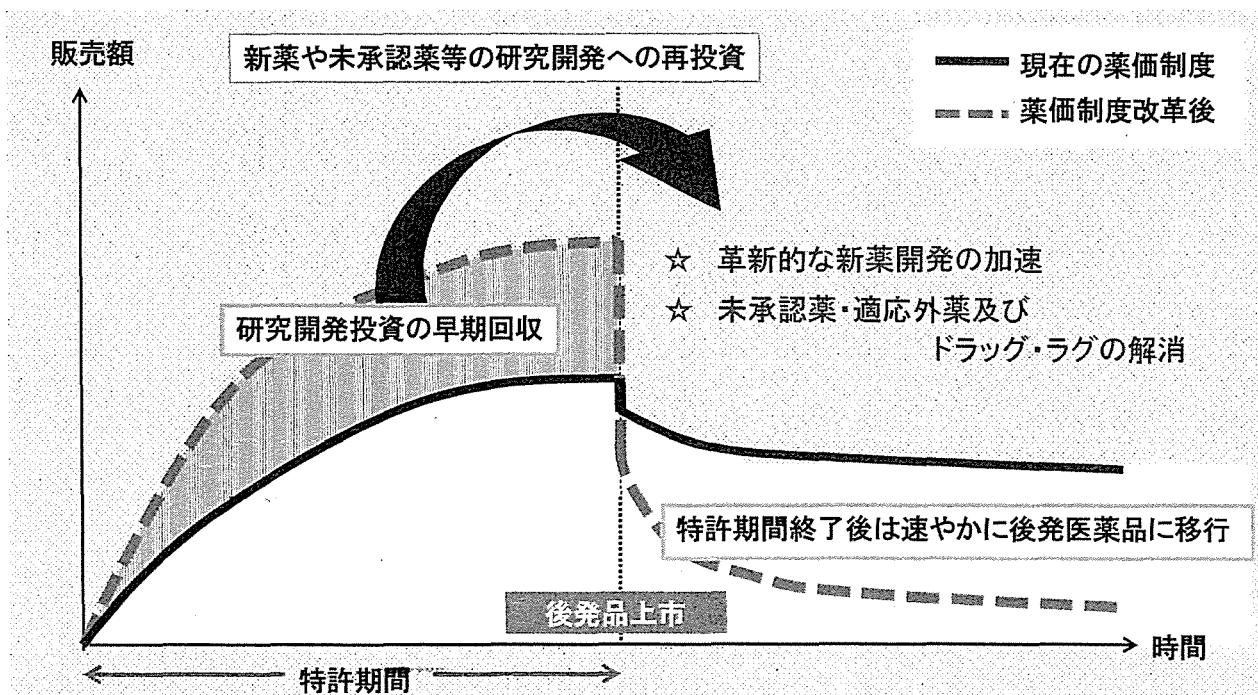 販売額
新薬や未承認薬等の研究開発への再投資
現在の薬価制度
薬価制度改革後
☆ 革新的な新薬開発の加速
☆ 未承認薬・適応外薬及び
ドラッグ・ラグの解消
研究開発投資の早期回収
特許期間終了後は速やかに後発医薬品に移行
後発品上市
時間
特許期間